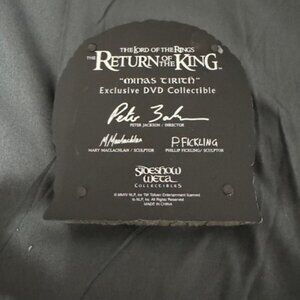 THE LORD OF THE RINGS
THE RETURN OF THE KING
"MINAS TIRITH"
Exclusive DVD Collectible
PETER JACKSON / DIRECTOR
M Maclachlan
P. FICKLING
MARY MACLACHLAN / SCULPTOR
PHILLIP FICKLING / SCULPTOR
SIDESHOW
WETA
COLLECTIBLES
MADE IN CHINA